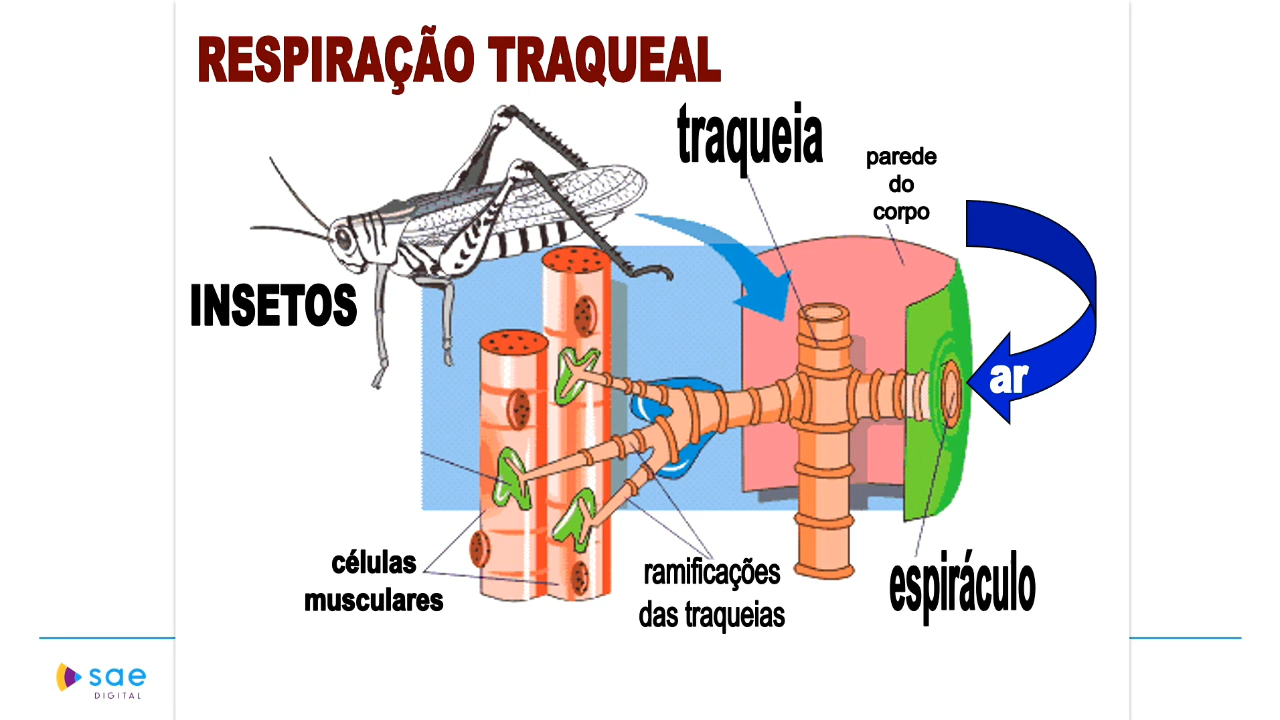 RESPIRAÇÃO TRAQUEAL
traqueia
parede
do
corpo
INSETOS
ar
células
musculares
ramificações
das traqueias
espiráculo
sae
DIGITAL